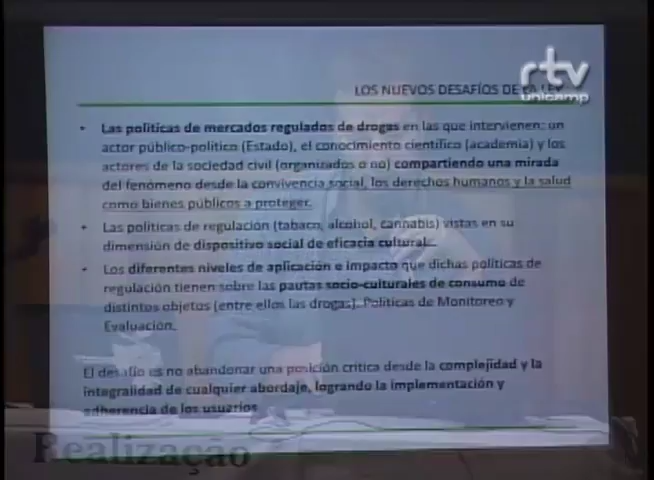 rtv
unicamp
LOS NUEVOS DESAFÍOS DE LA LEY
• Las políticas de mercados regulados de drogas en las que intervienen: un
actor público-político (Estado), el conocimiento científico (academia) y los
actores de la sociedad civil (organizados o no) compartiendo una mirada
del fenómeno desde la convivencia social, los derechos humanos y la salud
como bienes públicos a proteger.
• Las políticas de regulación (tabaco, alcohol, cannabis) vistas en su
dimensión de dispositivo social de eficacia cultural.
• Los diferentes niveles de aplicación e impacto que dichas políticas de
regulación tienen sobre las pautas socio-culturales de consumo de
distintos objetos (entre ellos las drogas). Políticas de Monitoreo y
Evaluación.
El desafío es no abandonar una posición crítica desde la complejidad y la
integralidad de cualquier abordaje, logrando la implementación y
adherencia de los usuarios
Realização